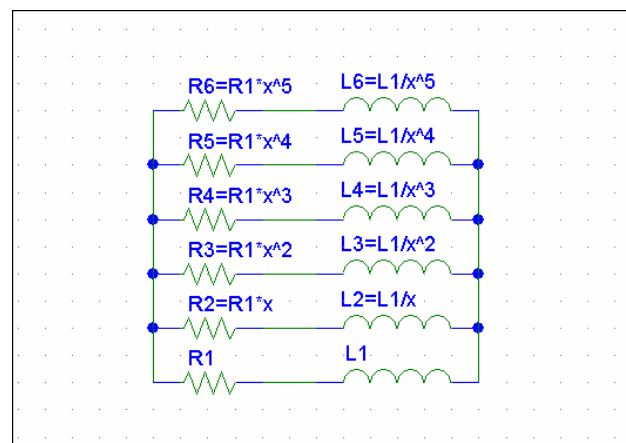 R6=R1*x^5 L6=L1/x^5
R5=R1*x^4 L5=L1/x^4
R4=R1*x^3 L4=L1/x^3
R3=R1*x^2 L3=L1/x^2
R2=R1*x L2=L1/x
R1 L1